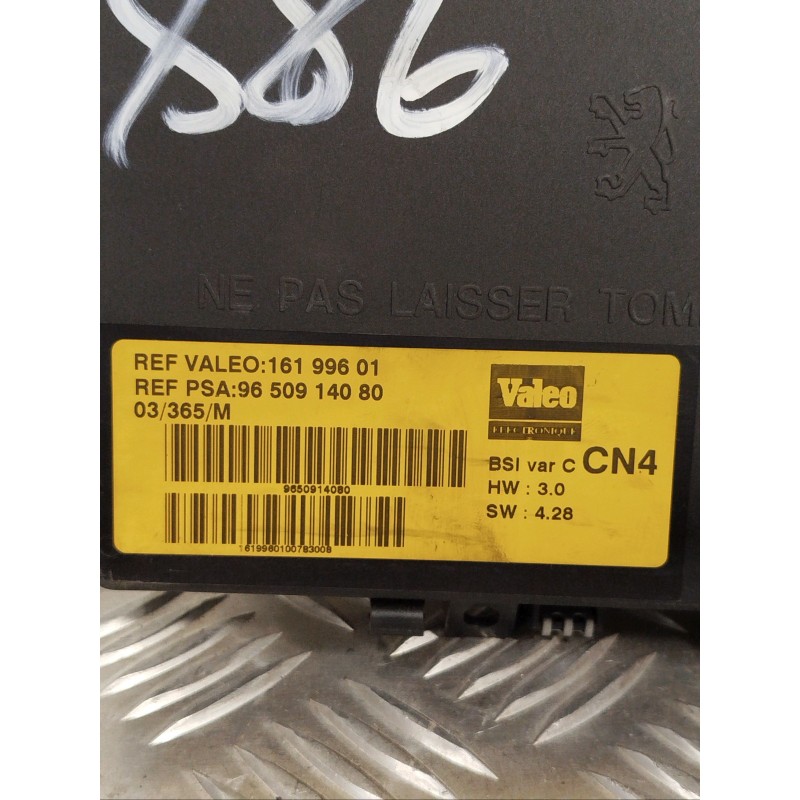 886
NE PAS LAISSER TOM
REF VALEO:161 996 01
REF PSA:96 509 140 80
03/365/M
9650914080
1619960100783008
Valeo
ELECTRONIQUE
BSI var C CN4
HW : 3.0
SW : 4.28